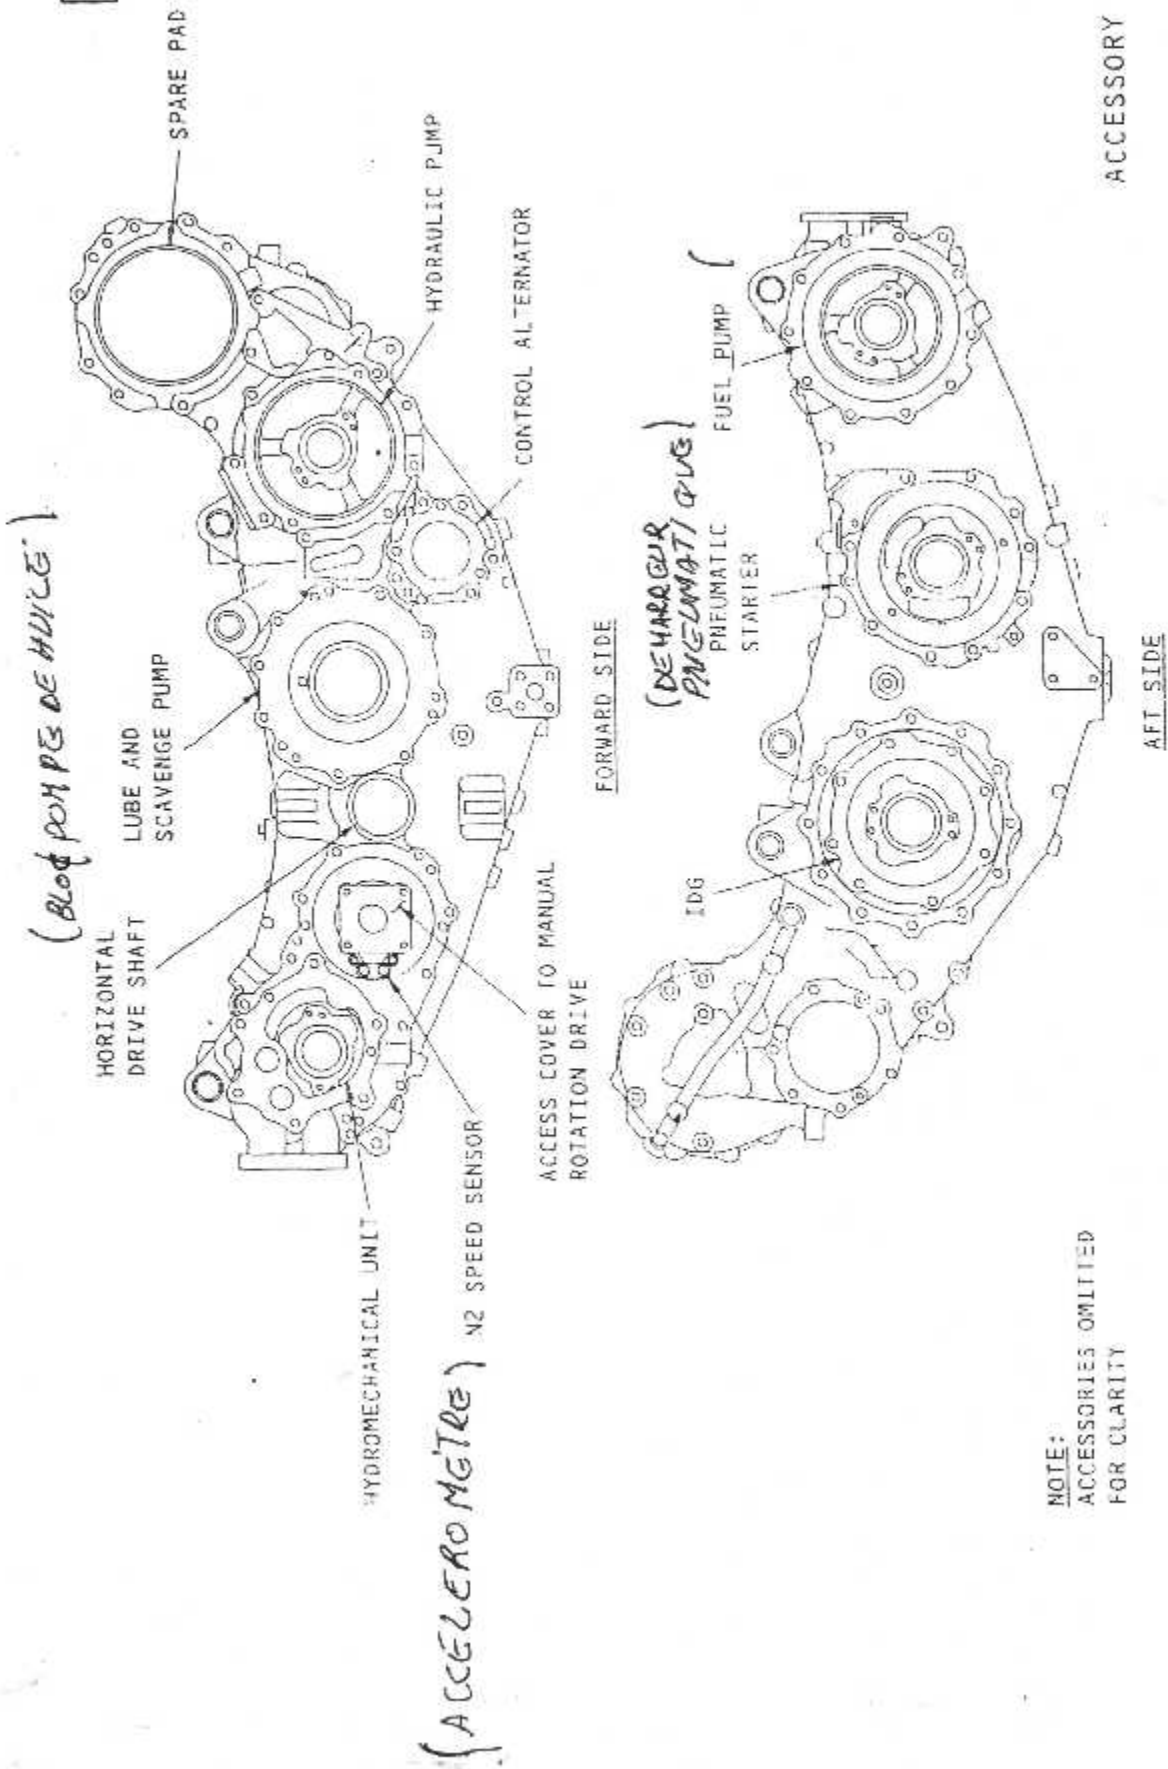 (BLOC POMPE DE HUILE)
SPARE PAD
HORIZONTAL
DRIVE SHAFT
LUBE AND
SCAVENGE PUMP
HYDRAULIC PUMP
CONTROL ALTERNATOR
HYDROMECHANICAL UNIT
(ACCELEROMÉTRE) N2 SPEED SENSOR
ACCESS COVER TO MANUAL
ROTATION DRIVE
FORWARD SIDE
(DEMARREUR
PNEUMATIQUE)
PNEUMATIC
STARTER
FUEL PUMP (
IDG
NOTE:
ACCESSORIES OMITTED
FOR CLARITY
AFT SIDE
ACCESSORY